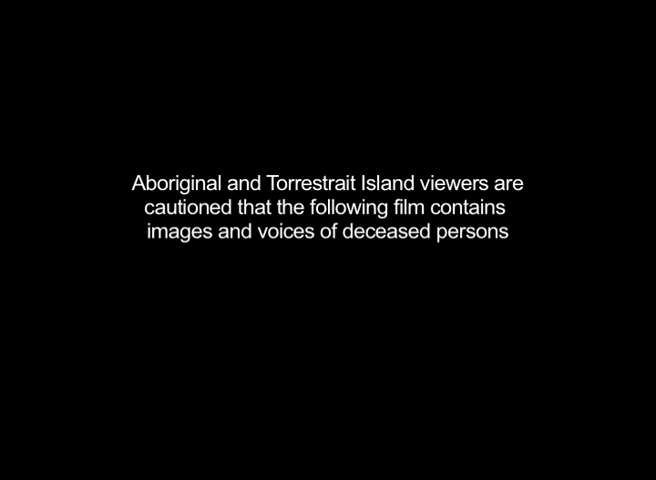 Aboriginal and Torrestrait Island viewers are
cautioned that the following film contains
images and voices of deceased persons